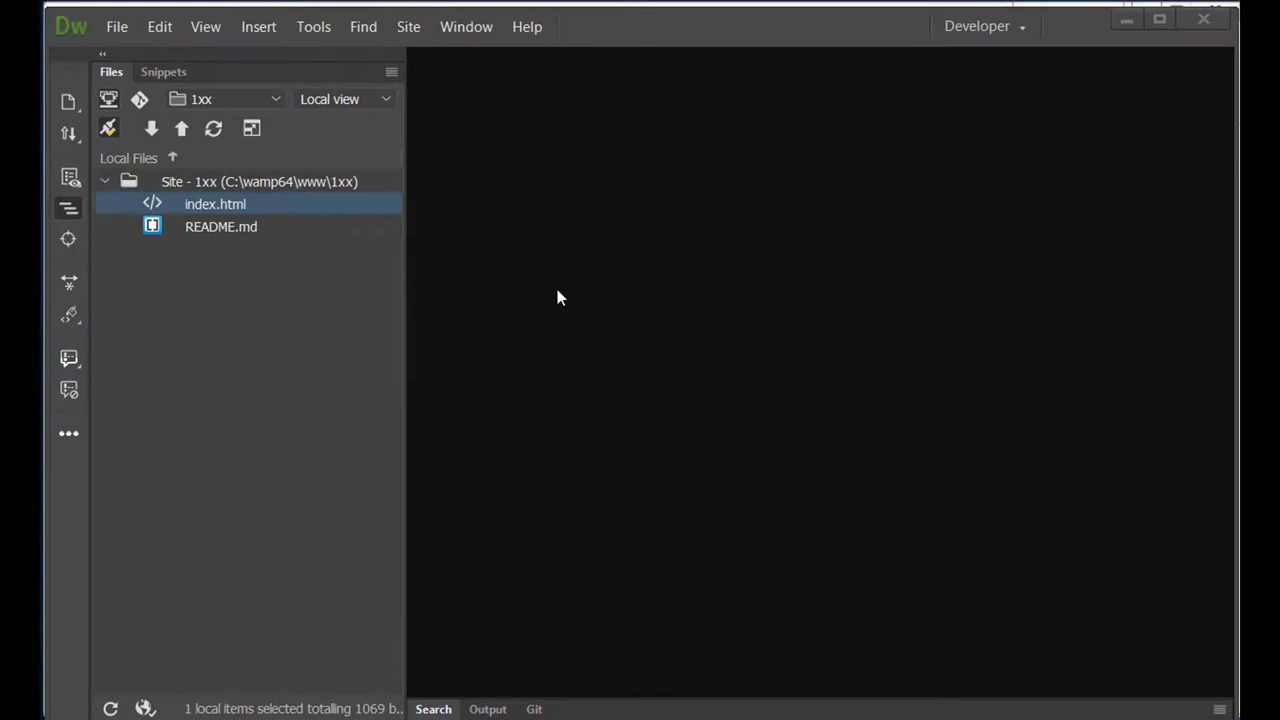 Dw File Edit View Insert Tools Find Site Window Help Developer
Files Snippets
1xx Local view
Local Files
Site - 1xx (C:\wamp64\www\1xx)
index.html
README.md
1 local items selected totalling 1069 b...
Search Output Git